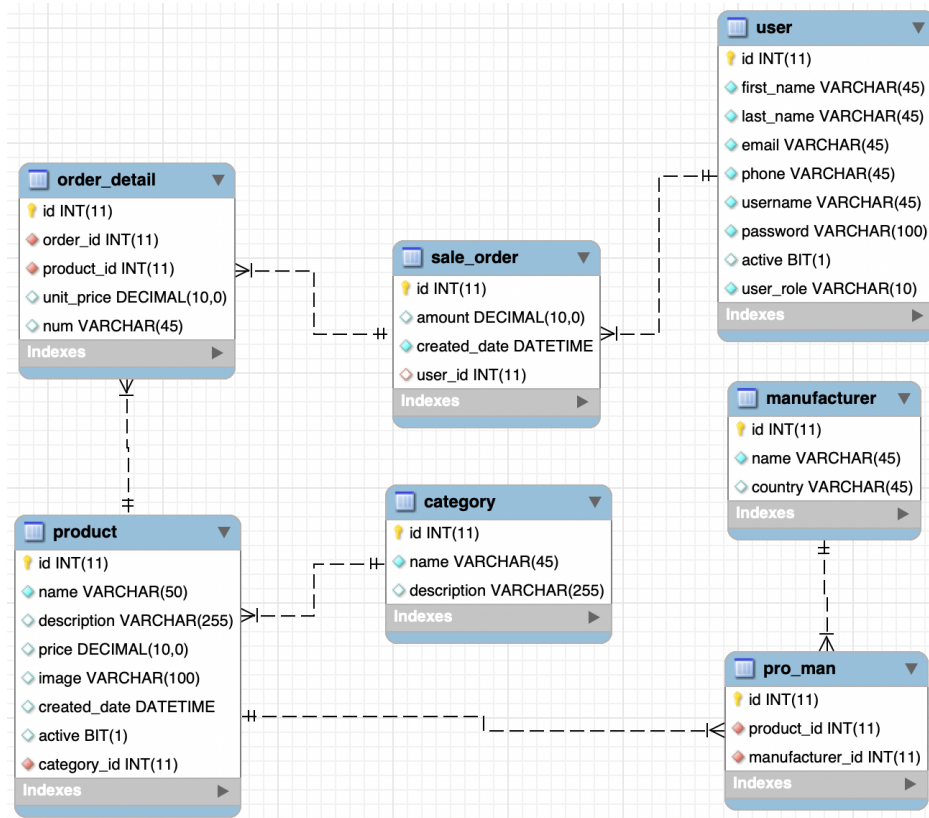 user
id INT(11)
first_name VARCHAR(45)
last_name VARCHAR(45)
email VARCHAR(45)
phone VARCHAR(45)
username VARCHAR(45)
password VARCHAR(100)
active BIT(1)
user_role VARCHAR(10)
Indexes
order_detail
id INT(11)
order_id INT(11)
product_id INT(11)
unit_price DECIMAL(10,0)
num VARCHAR(45)
Indexes
sale_order
id INT(11)
amount DECIMAL(10,0)
created_date DATETIME
user_id INT(11)
Indexes
manufacturer
id INT(11)
name VARCHAR(45)
country VARCHAR(45)
Indexes
category
id INT(11)
name VARCHAR(45)
description VARCHAR(255)
Indexes
product
id INT(11)
name VARCHAR(50)
description VARCHAR(255)
price DECIMAL(10,0)
image VARCHAR(100)
created_date DATETIME
active BIT(1)
category_id INT(11)
Indexes
pro_man
id INT(11)
product_id INT(11)
manufacturer_id INT(11)
Indexes